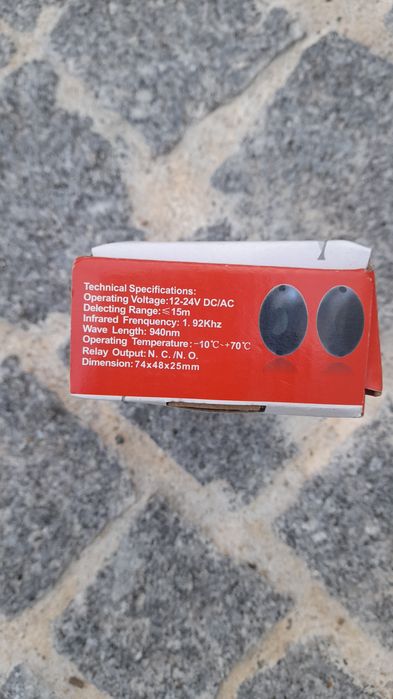 Technical Specifications:
Operating Voltage:12-24V DC/AC
Delecting Range:≤15m
Infrared Frenquency: 1. 92Khz
Wave Length: 940nm
Operating Temperature:-10℃~+70℃
Relay Output: N. C. /N. O.
Dimension: 74x48x25mm